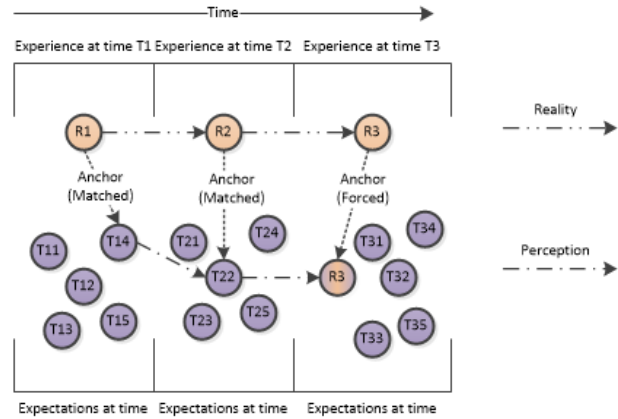 Time
Experience at time T1 Experience at time T2 Experience at time T3
R1
R2
R3
Reality
Anchor
(Matched)
Anchor
(Matched)
Anchor
(Forced)
T11
T14
T12
T13
T15
T21
T24
T22
T23
T25
T31
T34
R3
T32
T33
T35
Perception
Expectations at time
Expectations at time
Expectations at time